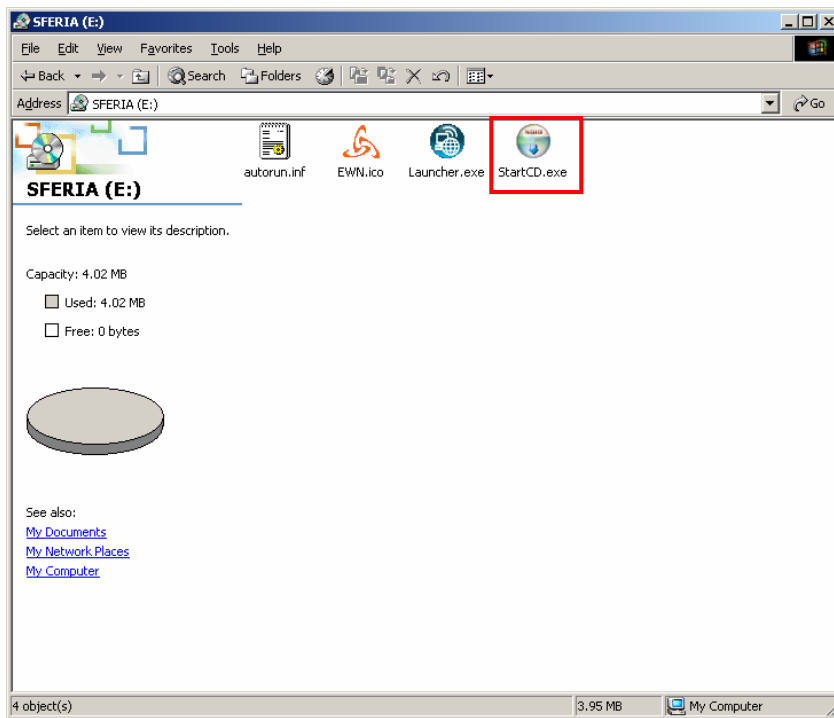 SFERIA (E:)
File Edit View Favorites Tools Help
Back Search Folders
Address SFERIA (E:) Go
autorun.inf EWN.ico Launcher.exe StartCD.exe
SFERIA (E:)
Select an item to view its description.
Capacity: 4.02 MB
Used: 4.02 MB
Free: 0 bytes
See also:
My Documents
My Network Places
My Computer
4 object(s) 3.95 MB My Computer